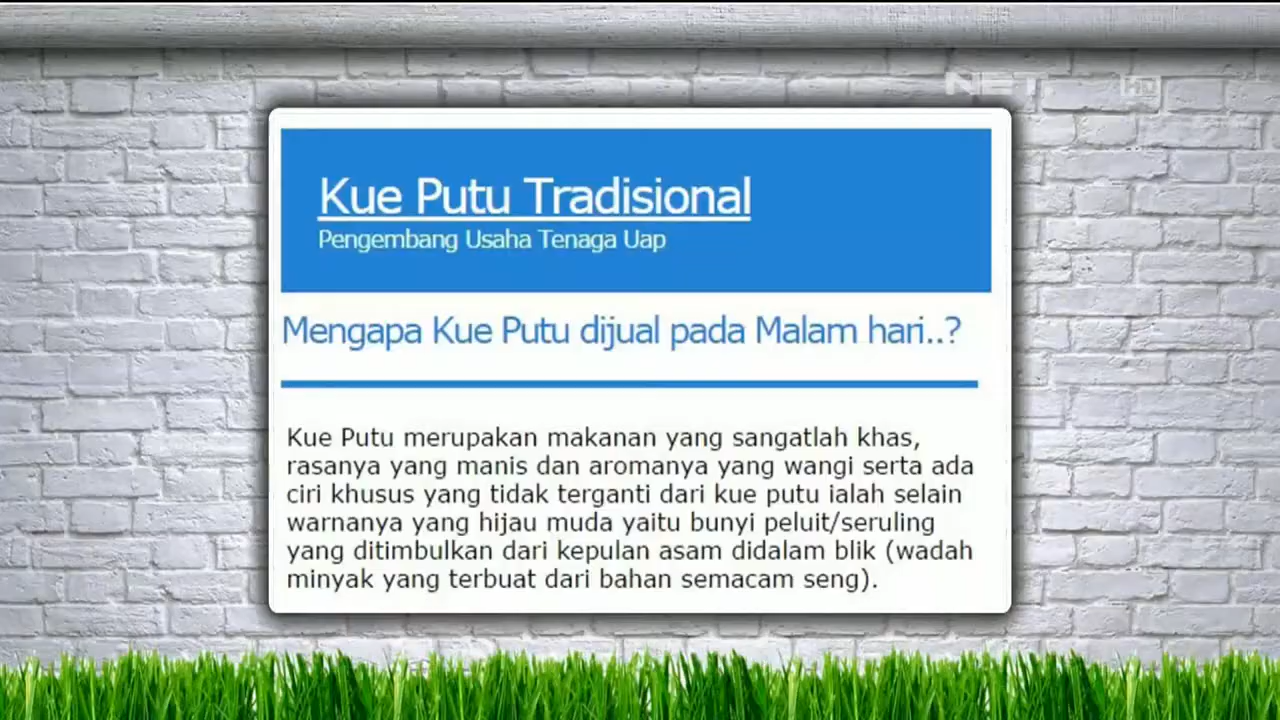 NET.
HD
Kue Putu Tradisional
Pengembang Usaha Tenaga Uap
Mengapa Kue Putu dijual pada Malam hari..?
Kue Putu merupakan makanan yang sangatlah khas,
rasanya yang manis dan aromanya yang wangi serta ada
ciri khusus yang tidak terganti dari kue putu ialah selain
warnanya yang hijau muda yaitu bunyi peluit/seruling
yang ditimbulkan dari kepulan asam didalam blik (wadah
minyak yang terbuat dari bahan semacam seng).